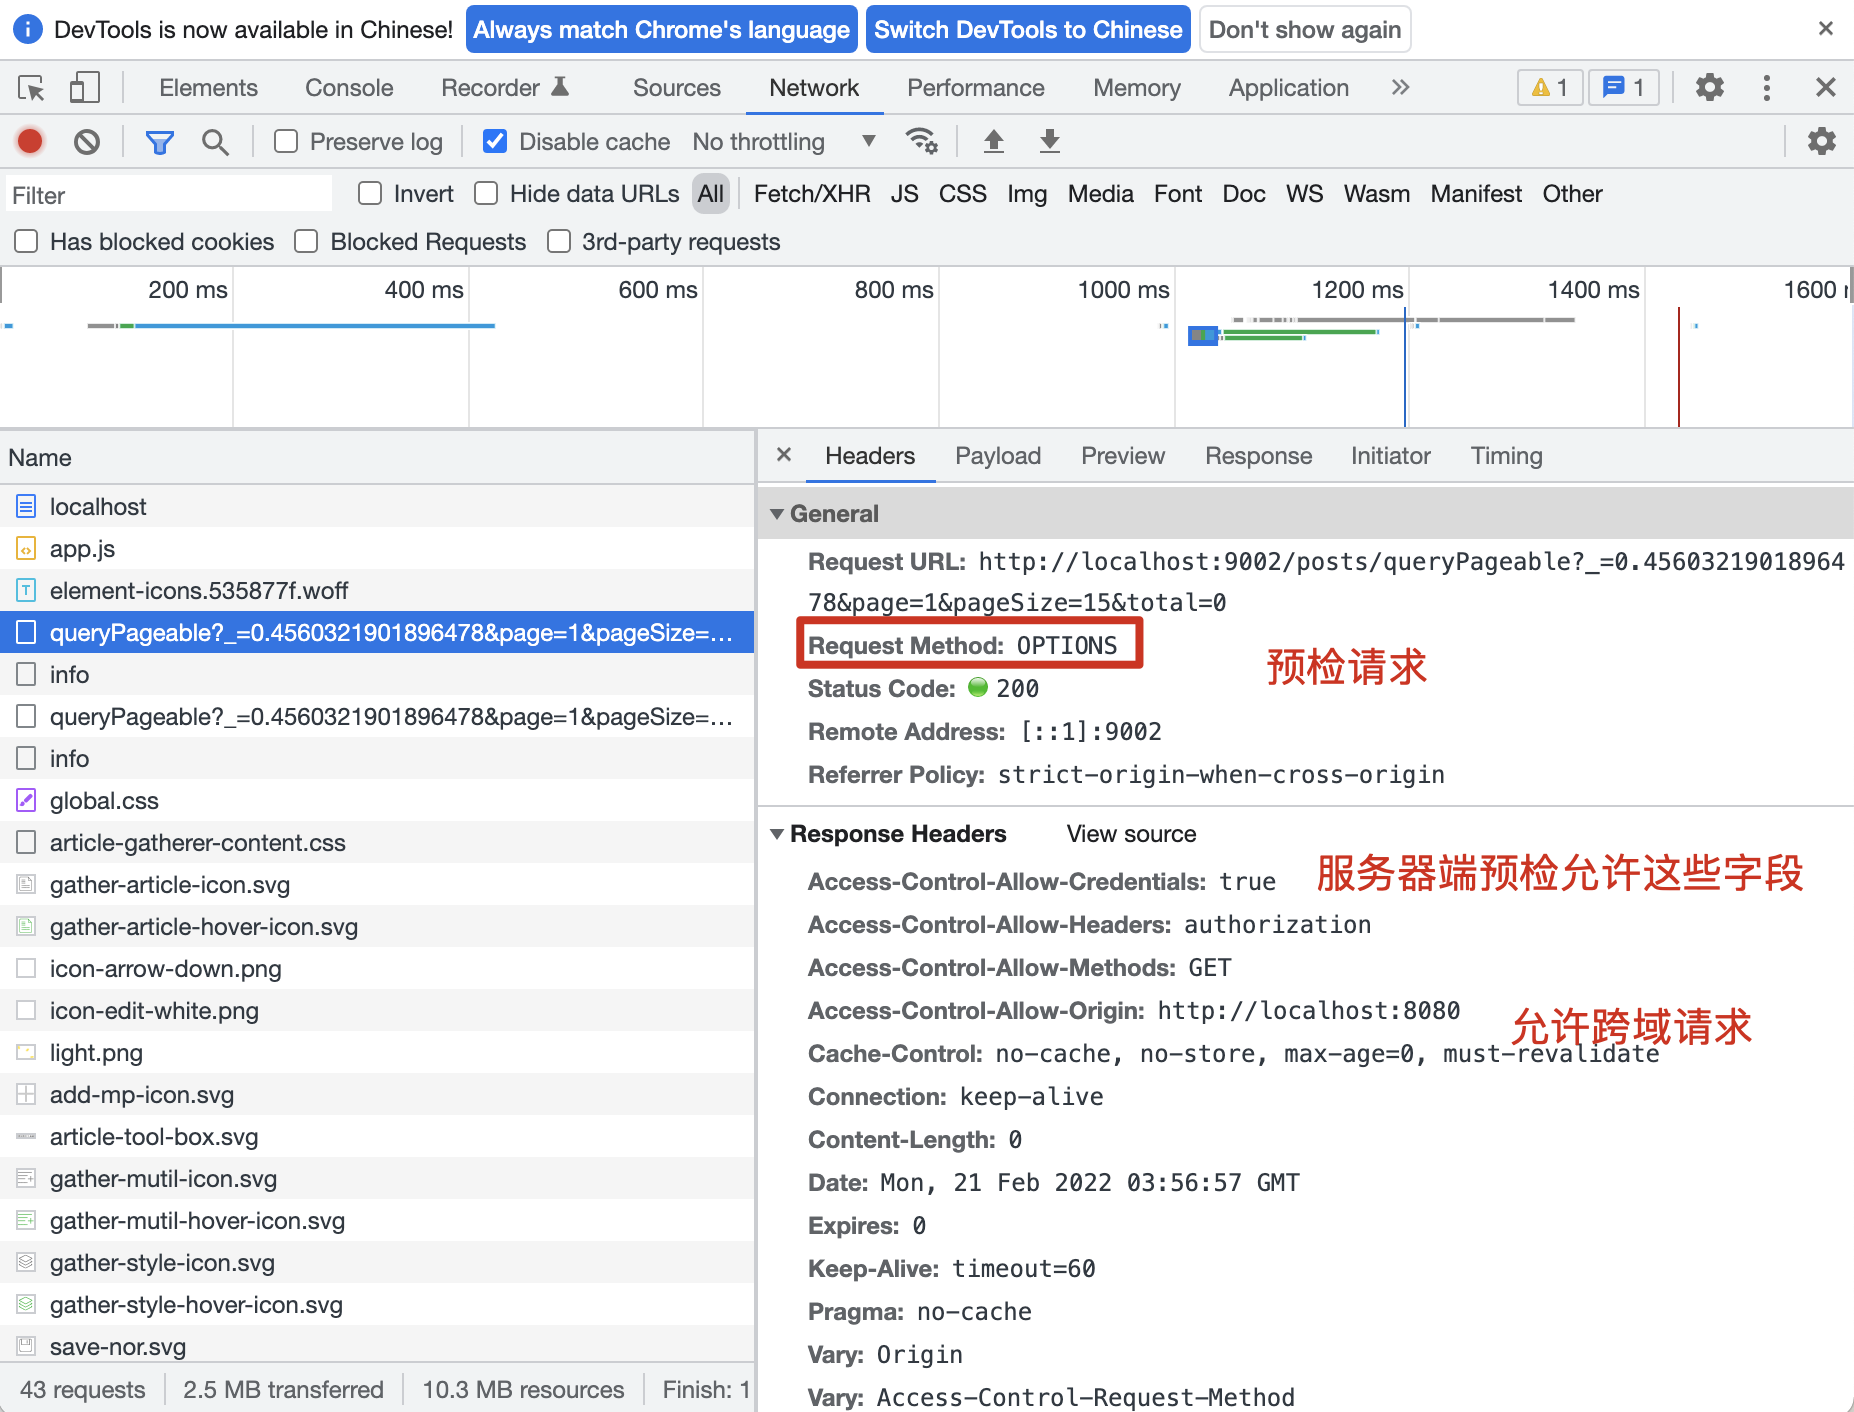 DevTools is now available in Chinese! Always match Chrome's language Switch DevTools to Chinese Don't show again
Elements Console Recorder Sources Network Performance Memory Application 1 1
Preserve log Disable cache No throttling
Filter Invert Hide data URLs All Fetch/XHR JS CSS Img Media Font Doc WS Wasm Manifest Other
Has blocked cookies Blocked Requests 3rd-party requests
200 ms 400 ms 600 ms 800 ms 1000 ms 1200 ms 1400 ms 1600
Name
localhost
app.js
element-icons.535877f.woff
queryPageable?_=0.4560321901896478&page=1&pageSize=...
info
queryPageable?_=0.4560321901896478&page=1&pageSize=...
info
global.css
article-gatherer-content.css
gather-article-icon.svg
gather-article-hover-icon.svg
icon-arrow-down.png
icon-edit-white.png
light.png
add-mp-icon.svg
article-tool-box.svg
gather-mutil-icon.svg
gather-mutil-hover-icon.svg
gather-style-icon.svg
gather-style-hover-icon.svg
save-nor.svg
43 requests 2.5 MB transferred 10.3 MB resources Finish: 1
Headers Payload Preview Response Initiator Timing
General
Request URL: http://localhost:9002/posts/queryPageable?_=0.45603219018964
78&page=1&pageSize=15&total=0
Request Method: OPTIONS
预检请求
Status Code: 200
Remote Address: [::1]:9002
Referrer Policy: strict-origin-when-cross-origin
Response Headers View source
Access-Control-Allow-Credentials: true
服务器端预检允许这些字段
Access-Control-Allow-Headers: authorization
Access-Control-Allow-Methods: GET
Access-Control-Allow-Origin: http://localhost:8080
允许跨域请求
Cache-Control: no-cache, no-store, max-age=0, must-revalidate
Connection: keep-alive
Content-Length: 0
Date: Mon, 21 Feb 2022 03:56:57 GMT
Expires: 0
Keep-Alive: timeout=60
Pragma: no-cache
Vary: Origin
Vary: Access-Control-Request-Method